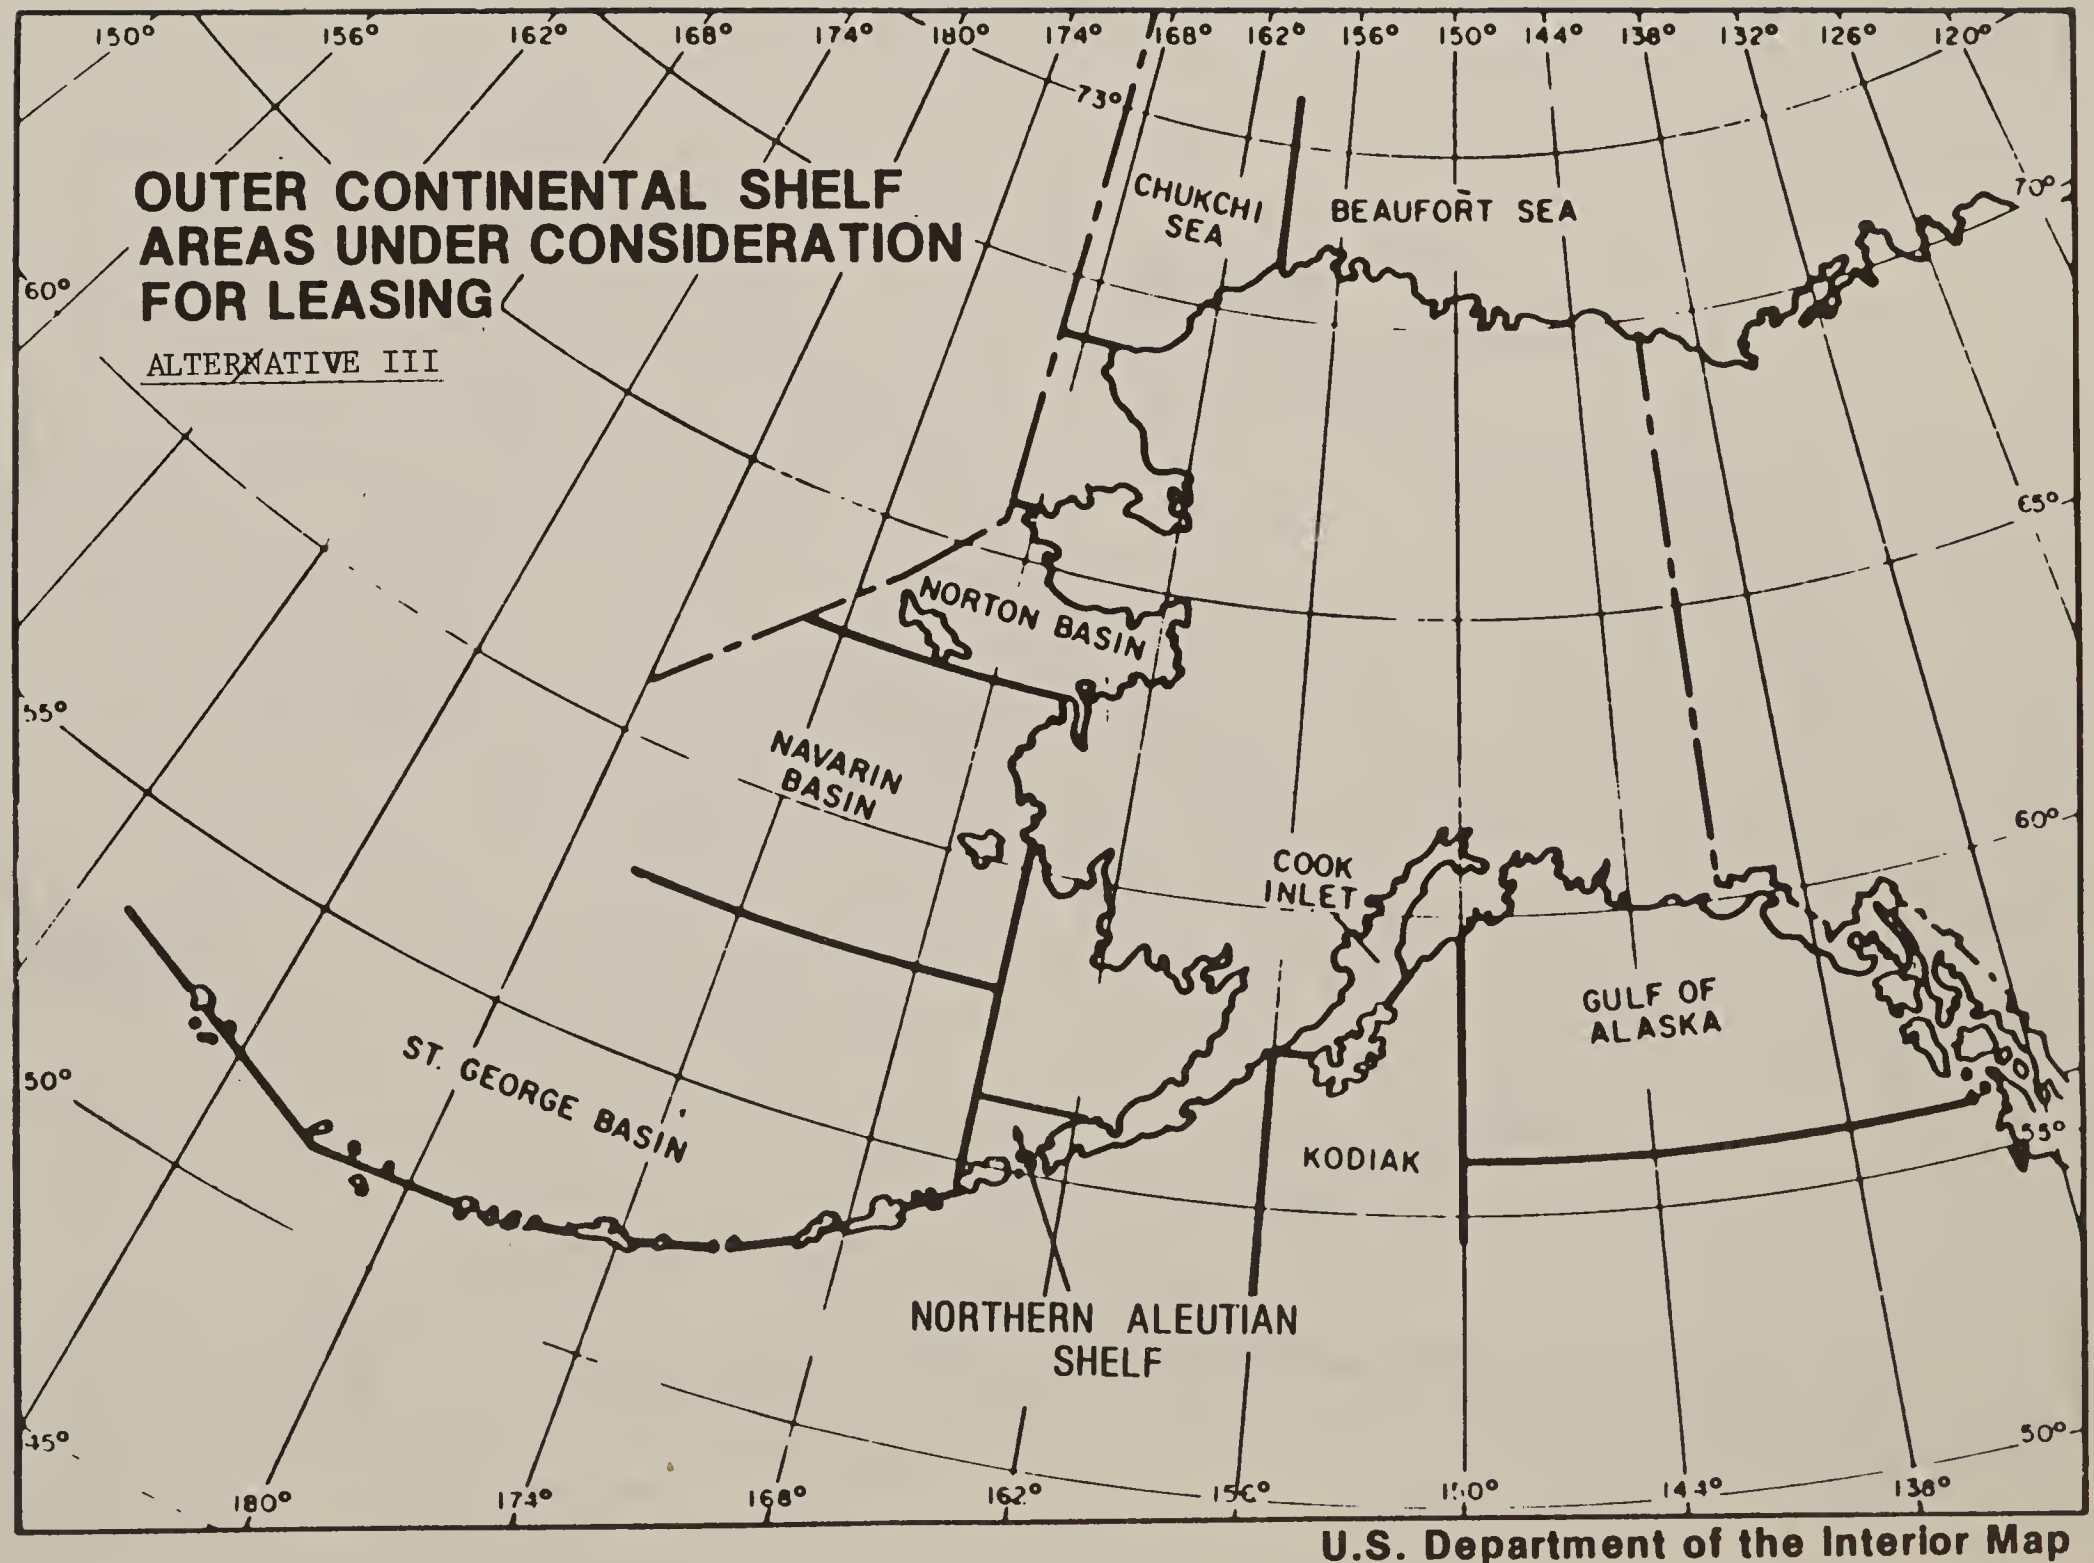 150° 156° 162° 168° 174° 180° 174° 168° 162° 156° 150° 144° 138° 132° 126° 120°
73°
70°
OUTER CONTINENTAL SHELF
AREAS UNDER CONSIDERATION
FOR LEASING
ALTERNATIVE III
CHUKCHI
SEA
BEAUFORT SEA
60°
65°
NORTON BASIN
55°
NAVARIN
BASIN
60°
COOK
INLET
GULF OF
ALASKA
ST. GEORGE BASIN
50°
55°
KODIAK
NORTHERN ALEUTIAN
SHELF
45°
50°
180° 174° 168° 162° 156° 150° 144° 138°
U.S. Department of the Interior Map